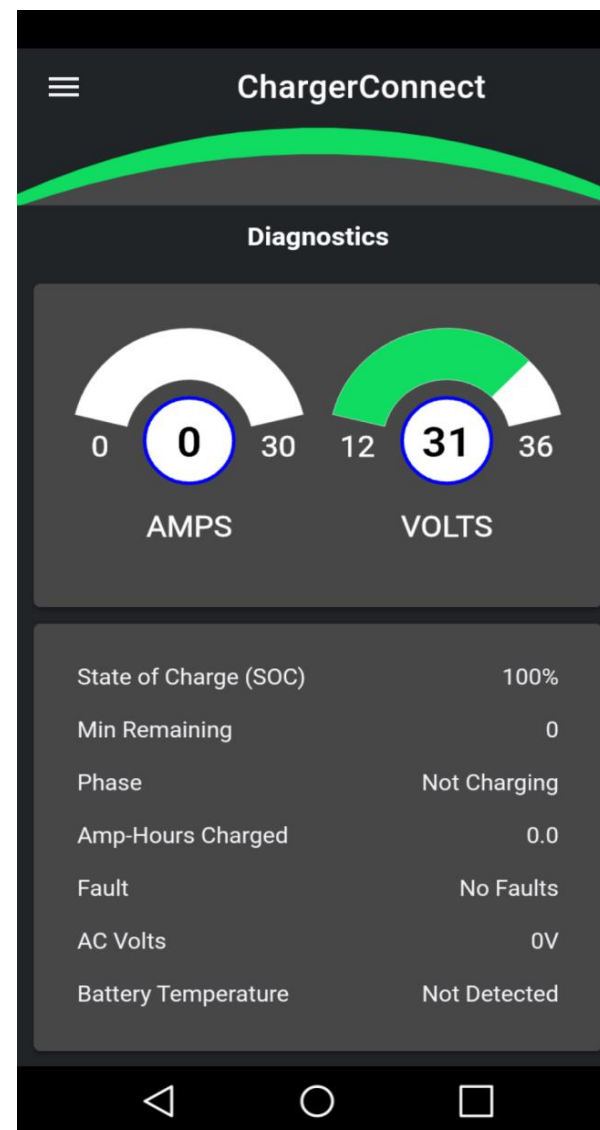 ChargerConnect
Diagnostics
0 0 30 12 31 36
AMPS VOLTS
State of Charge (SOC) 100%
Min Remaining 0
Phase Not Charging
Amp-Hours Charged 0.0
Fault No Faults
AC Volts 0V
Battery Temperature Not Detected